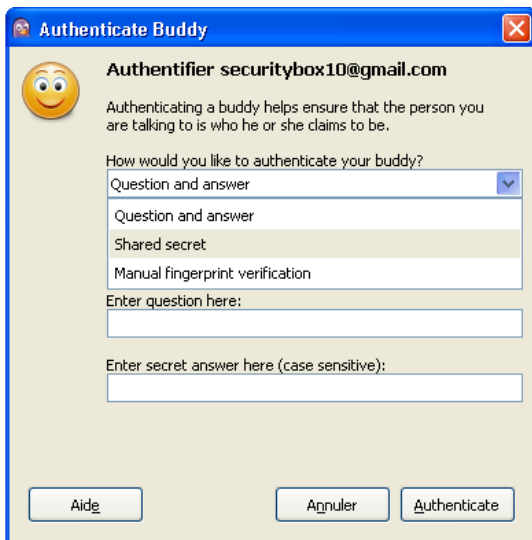 Authenticate Buddy
Authentifier securitybox10@gmail.com
Authenticating a buddy helps ensure that the person you
are talking to is who he or she claims to be.
How would you like to authenticate your buddy?
Question and answer
Question and answer
Shared secret
Manual fingerprint verification
Enter question here:
Enter secret answer here (case sensitive):
Aide
Annuler
Authenticate